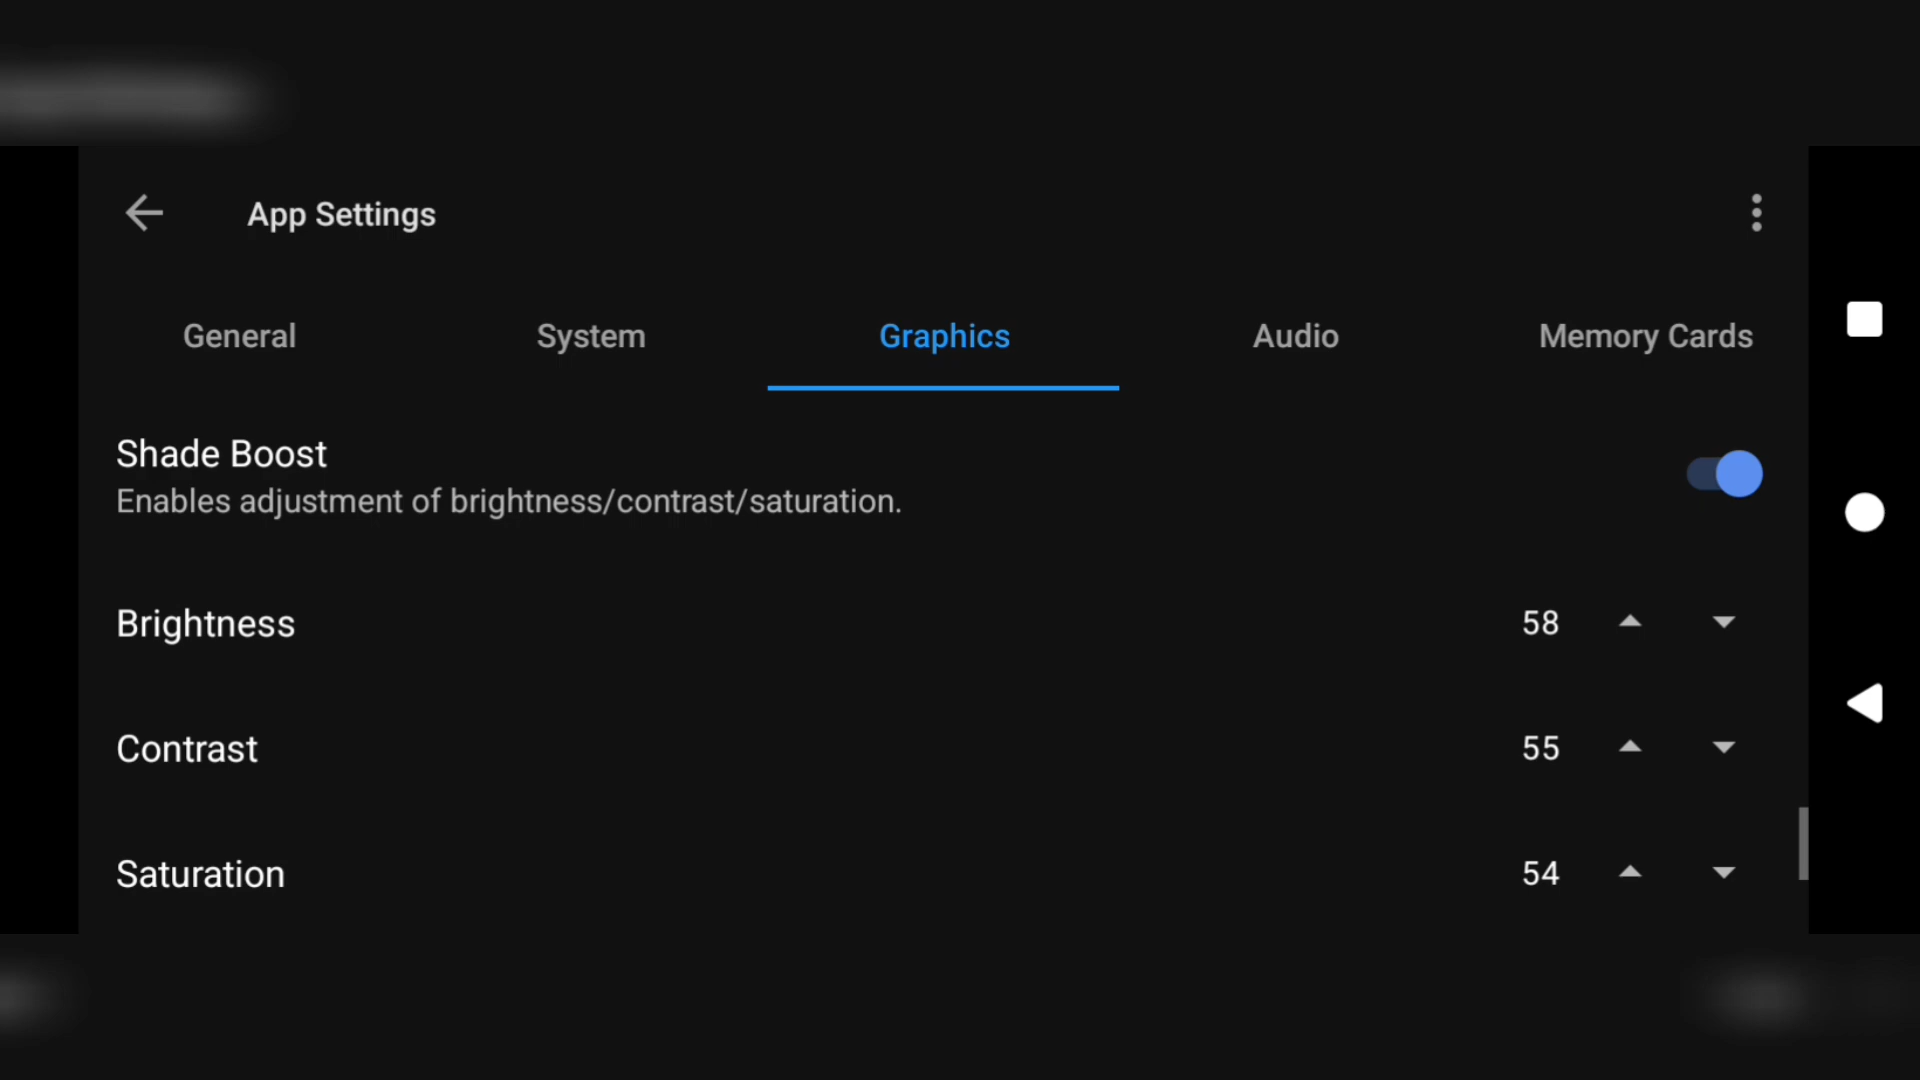 App Settings
General System Graphics Audio Memory Cards
Shade Boost
Enables adjustment of brightness/contrast/saturation.
Brightness 58
Contrast 55
Saturation 54